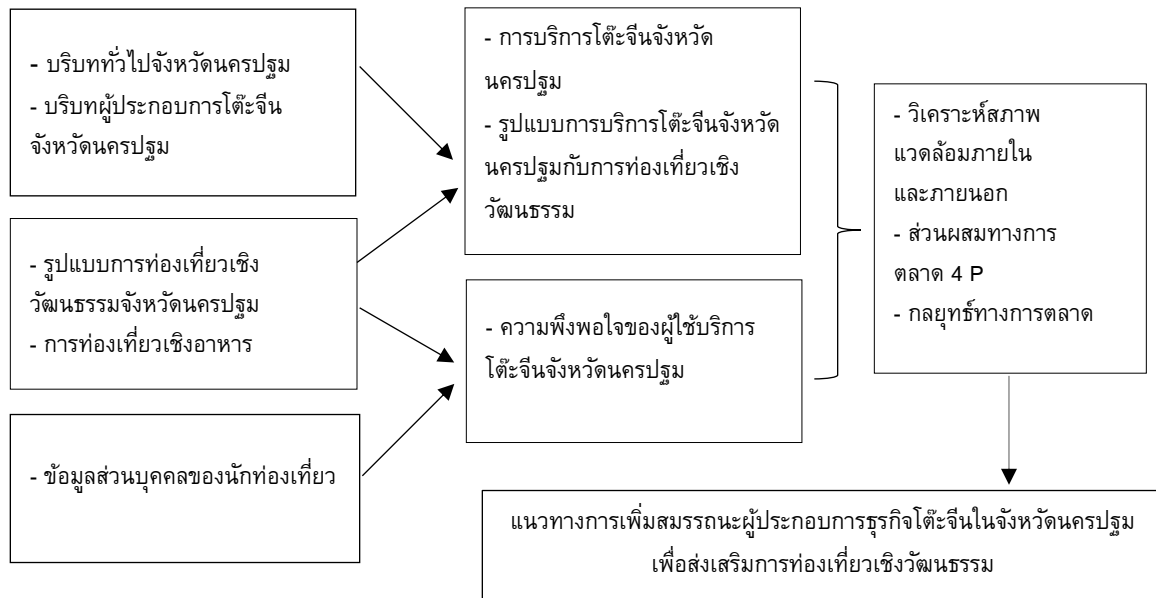 - บริบททั่วไปจังหวัดนครปฐม
- บริบทผู้ประกอบการโต๊ะจีน
จังหวัดนครปฐม
- รูปแบบการท่องเที่ยวเชิง
วัฒนธรรมจังหวัดนครปฐม
- การท่องเที่ยวเชิงอาหาร
- ข้อมูลส่วนบุคคลของนักท่องเที่ยว
- การบริการโต๊ะจีนจังหวัด
นครปฐม
- รูปแบบการบริการโต๊ะจีนจังหวัด
นครปฐมกับการท่องเที่ยวเชิง
วัฒนธรรม
- ความพึงพอใจของผู้ใช้บริการ
โต๊ะจีนจังหวัดนครปฐม
- วิเคราะห์สภาพ
แวดล้อมภายใน
และภายนอก
- ส่วนผสมทางการ
ตลาด 4 P
- กลยุทธ์ทางการตลาด
แนวทางการเพิ่มสมรรถนะผู้ประกอบการธุรกิจโต๊ะจีนในจังหวัดนครปฐม
เพื่อส่งเสริมการท่องเที่ยวเชิงวัฒนธรรม